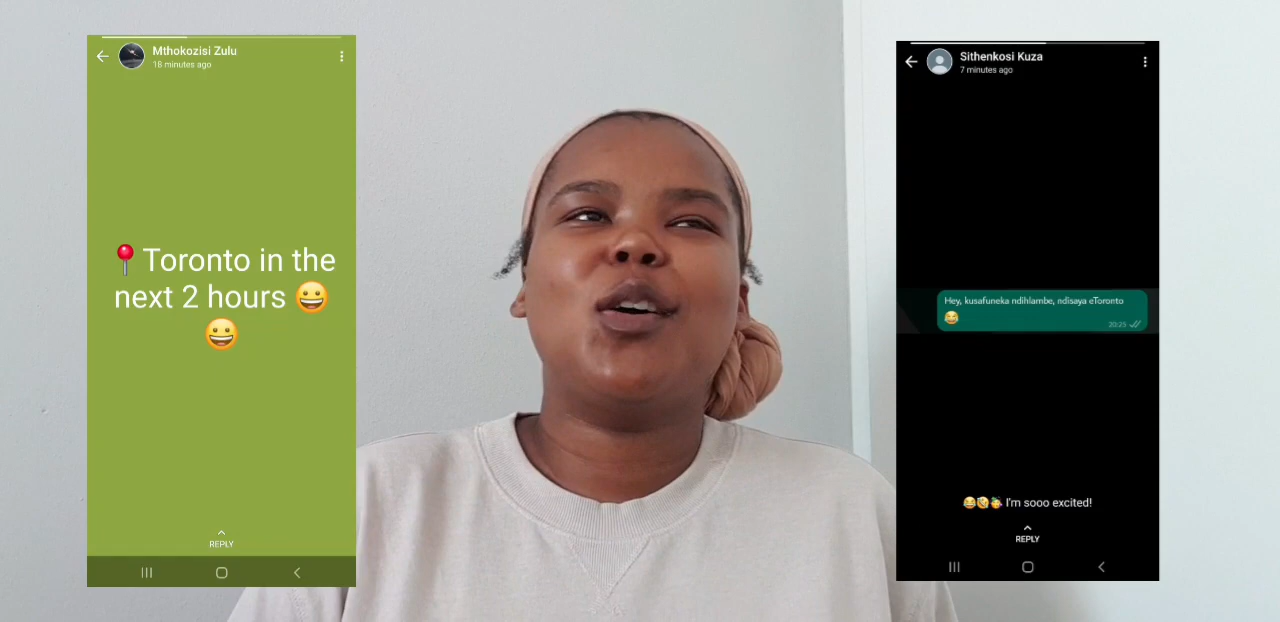 Mthokozisi Zulu
18 minutes ago
📍Toronto in the
next 2 hours 😀
😀
REPLY
Sithenkosi Kuza
7 minutes ago
Hey, kusafuneka ndihlambe, ndisaya eToronto
😂
20:25
😂🤣💃 I'm sooo excited!
REPLY